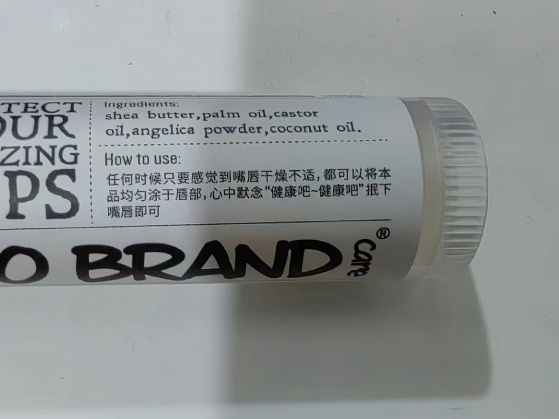 TECT
OUR
ZING
PS
Ingredients:
shea butter,palm oil,castor
oil,angelica powder,coconut oil.
How to use:
任何时候只要感觉到嘴唇干燥不适,都可以将本
品均匀涂于唇部,心中默念“健康吧~健康吧”抿下
嘴唇即可
O BRAND
care®